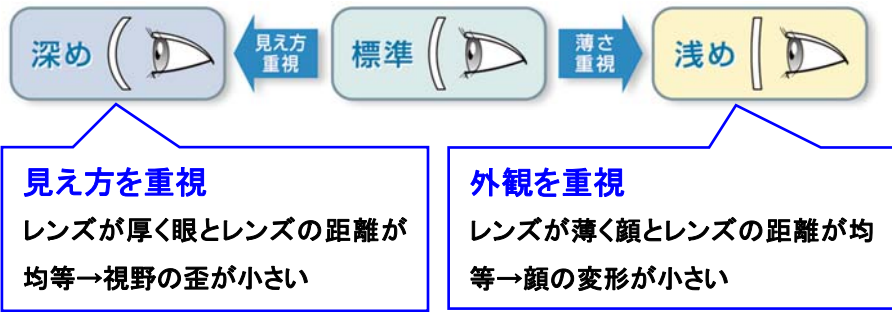 深め
見え方
重視
標準
薄さ
重視
浅め
見え方を重視
レンズが厚く眼とレンズの距離が
均等→視野の歪が小さい
外観を重視
レンズが薄く顔とレンズの距離が均
等→顔の変形が小さい